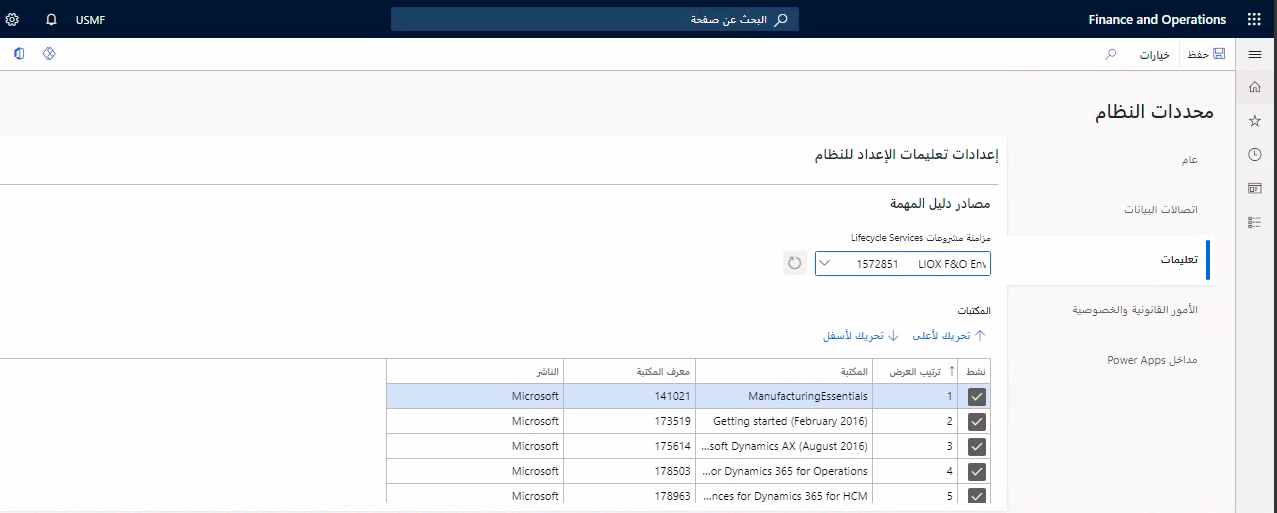 Finance and Operations
البحث عن صفحة
USMF
حفظ
خيارات
محددات النظام
عام
اتصالات البيانات
تعليمات
الأمور القانونية والخصوصية
مداخل Power Apps
إعدادات تعليمات الإعداد للنظام
مصادر دليل المهمة
مزامنة مشروعات Lifecycle Services
LIOX F&O Env 1572851
المكتبات
تحريك لأعلى تحريك لأسفل
نشط ترتيب العرض المكتبة معرف المكتبة الناشر
1 ManufacturingEssentials 141021 Microsoft
2 Getting started (February 2016) 173519 Microsoft
3 ...soft Dynamics AX (August 2016) 175614 Microsoft
4 ...or Dynamics 365 for Operations 178503 Microsoft
5 ...nces for Dynamics 365 for HCM 178963 Microsoft